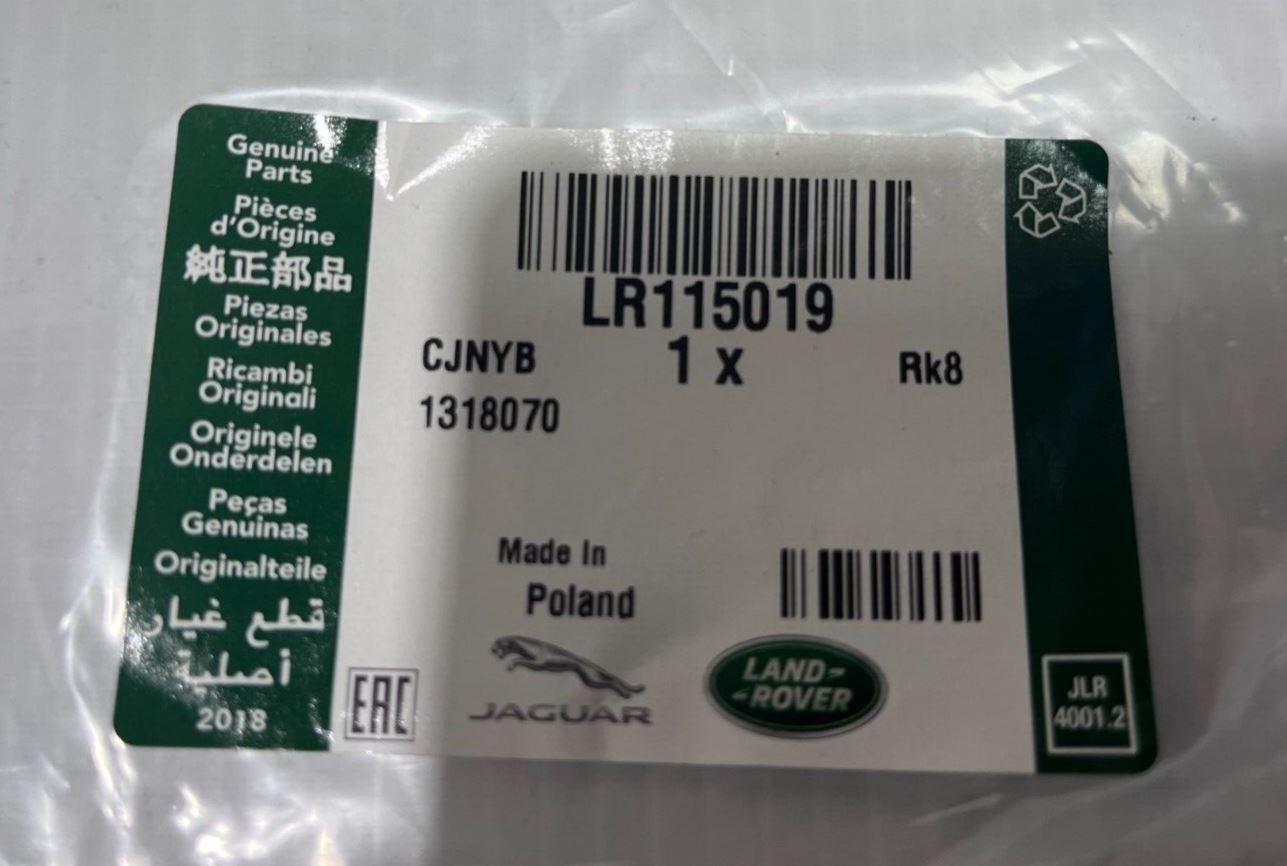 Genuine
Parts
Pièces
d'Origine
純正部品
Piezas
Originales
Ricambi
Originali
Originele
Onderdelen
Peças
Genuinas
Originalteile
قطع غيار
أصلية
2018
LR115019
CJNYB
1 x
Rk8
1318070
Made In
Poland
EAC
JAGUAR
LAND-
-ROVER
JLR
4001.2